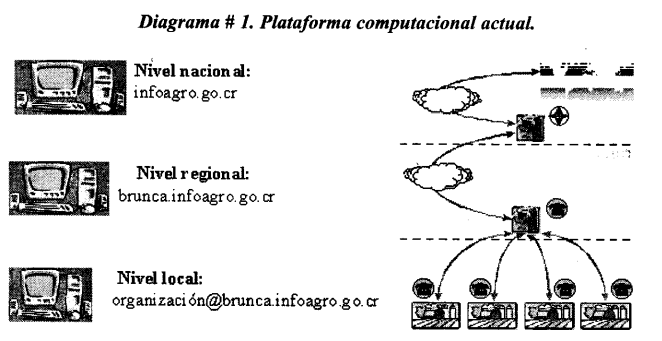 Diagrama # 1. Plataforma computacional actual.
Nivel nacional:
infoagro.go.cr
Nivel regional:
brunca.infoagro.go.cr
Nivel local:
organización@brunca.infoagro.go.cr